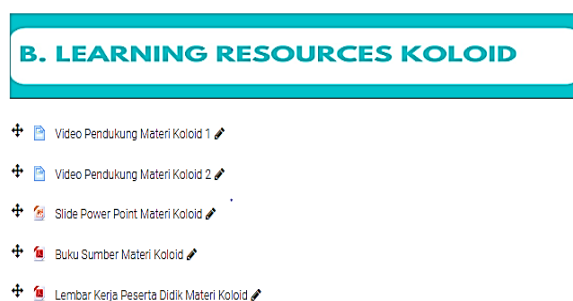 B. LEARNING RESOURCES KOLOID
Video Pendukung Materi Koloid 1
Video Pendukung Materi Koloid 2
Slide Power Point Materi Koloid
Buku Sumber Materi Koloid
Lembar Kerja Peserta Didik Materi Koloid